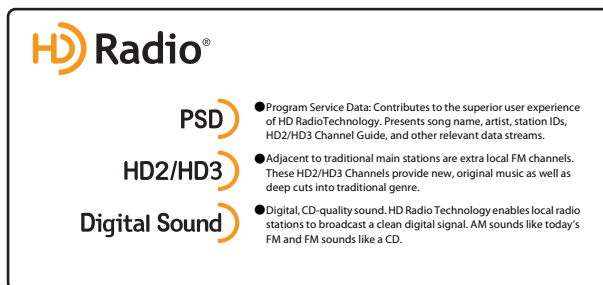 HD Radio®
PSD
●Program Service Data: Contributes to the superior user experience
of HD RadioTechnology. Presents song name, artist, station IDs,
HD2/HD3 Channel Guide, and other relevant data streams.
HD2/HD3
●Adjacent to traditional main stations are extra local FM channels.
These HD2/HD3 Channels provide new, original music as well as
deep cuts into traditional genre.
Digital Sound
●Digital, CD-quality sound. HD Radio Technology enables local radio
stations to broadcast a clean digital signal. AM sounds like today’s
FM and FM sounds like a CD.